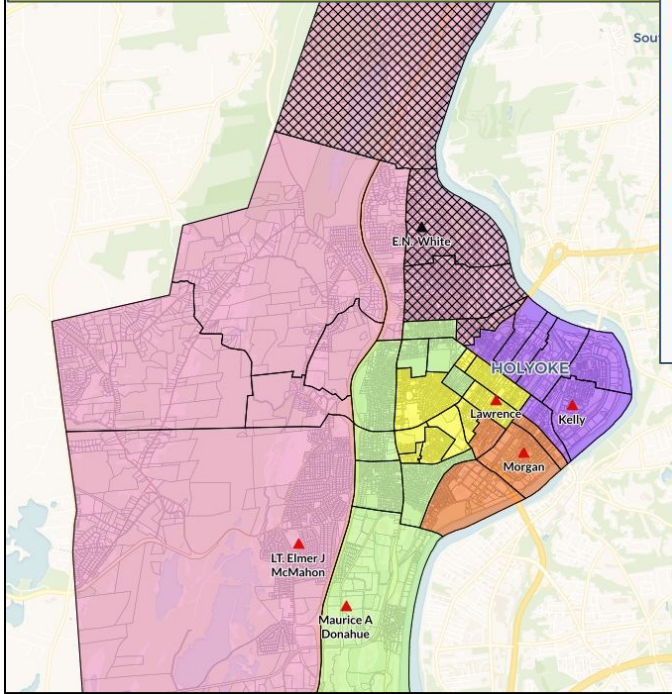 Sou
E.N. White
HOLYOKE
Lawrence
Kelly
Morgan
LT. Elmer J
McMahon
Maurice A
Donahue